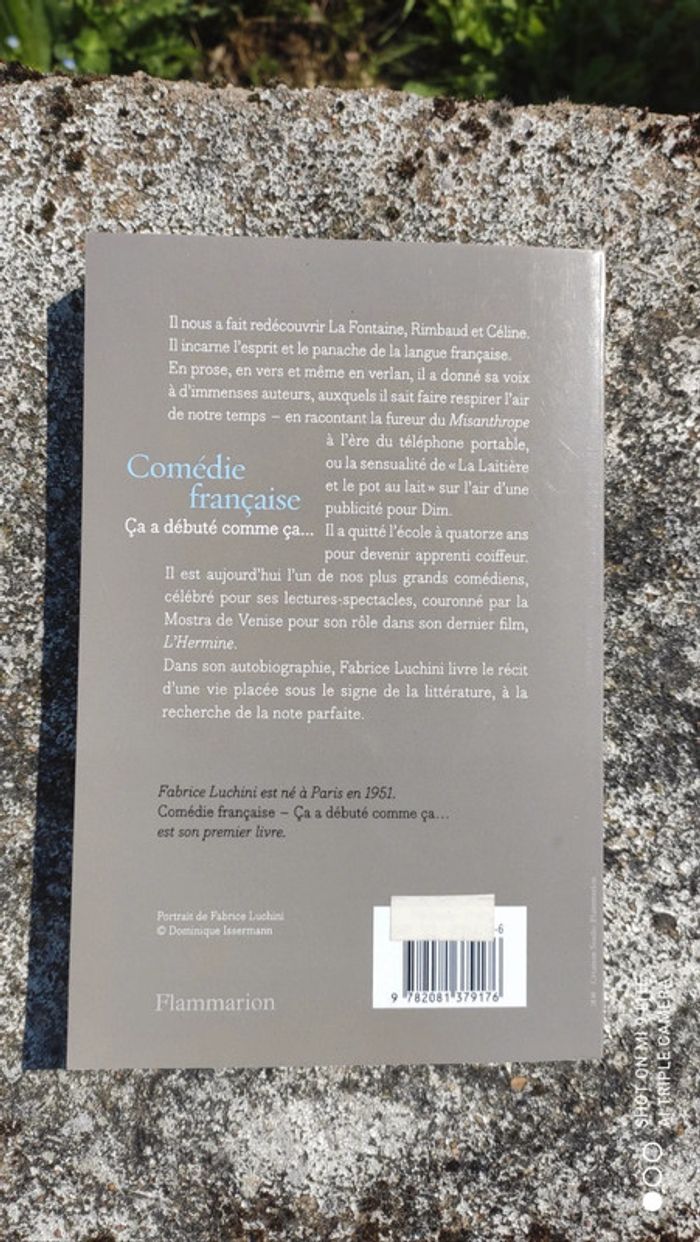 Il nous a fait redécouvrir La Fontaine, Rimbaud et Céline.
Il incarne l'esprit et le panache de la langue française.
En prose, en vers et même en verlan, il a donné sa voix
à d'immenses auteurs, auxquels il sait faire respirer l'air
de notre temps – en racontant la fureur du Misanthrope
à l'ère du téléphone portable,
ou la sensualité de « La Laitière
et le pot au lait » sur l'air d'une
publicité pour Dim.
Il a quitté l'école à quatorze ans
pour devenir apprenti coiffeur.
Comédie
française
Ça a débuté comme ça...
Il est aujourd'hui l'un de nos plus grands comédiens,
célébré pour ses lectures-spectacles, couronné par la
Mostra de Venise pour son rôle dans son dernier film,
L'Hermine.
Dans son autobiographie, Fabrice Luchini livre le récit
d'une vie placée sous le signe de la littérature, à la
recherche de la note parfaite.
Fabrice Luchini est né à Paris en 1951.
Comédie française – Ça a débuté comme ça...
est son premier livre.
Portrait de Fabrice Luchini
© Dominique Issermann
Flammarion
-6
9 782081 379176
Flammarion
SHOT ON MI 9 LITE
AI TRIPLE CAMERA